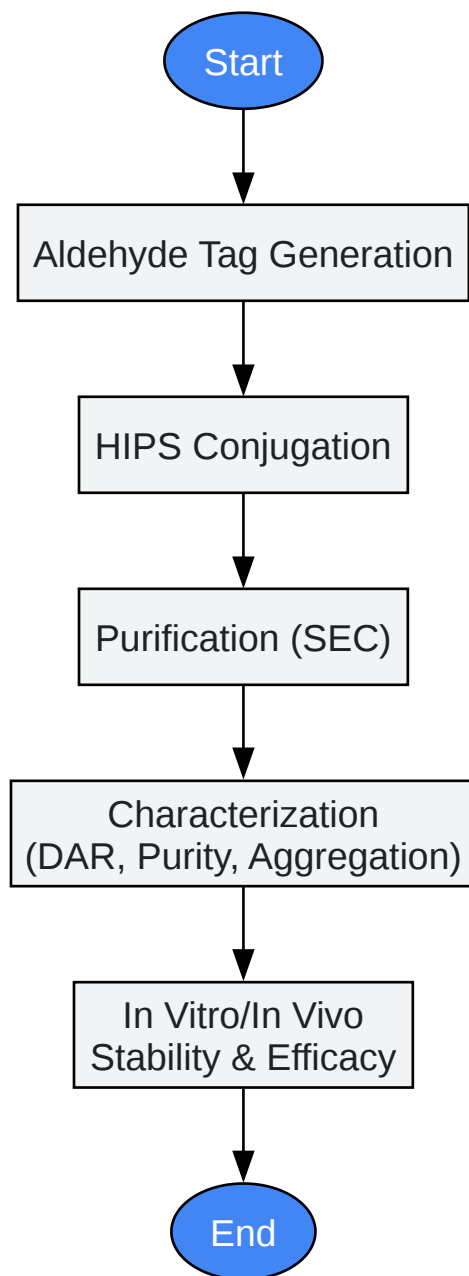 Start
Aldehyde Tag Generation
HIPS Conjugation
Purification (SEC)
Characterization
(DAR, Purity, Aggregation)
In Vitro/In Vivo
Stability & Efficacy
End